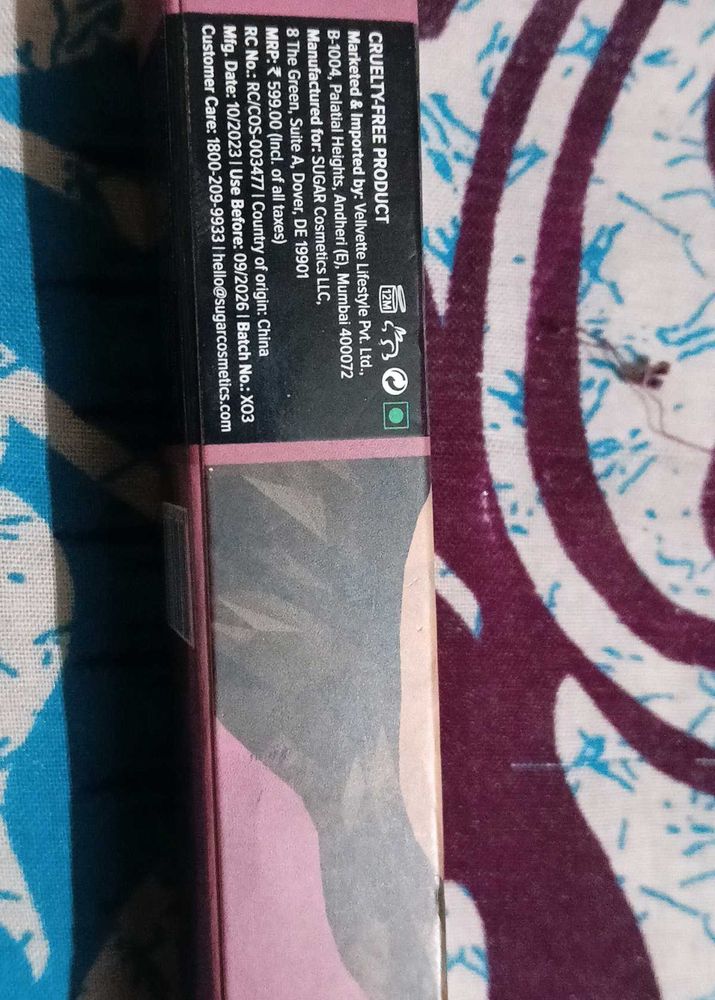 CRUELTY-FREE PRODUCT
Marketed & Imported by: Vellvette Lifestyle Pvt. Ltd.,
B-1004, Palatial Heights, Andheri (E), Mumbai 400072
Manufactured for: SUGAR Cosmetics LLC,
8 The Green, Suite A, Dover, DE 19901
MRP: ₹ 599.00 (Incl. of all taxes)
RC No.: RC/COS-003477 | Country of origin: China
Mfg. Date: 10/2023 | Use Before: 09/2026 | Batch No.: X03
Customer Care: 1800-209-9933 | hello@sugarcosmetics.com
12M